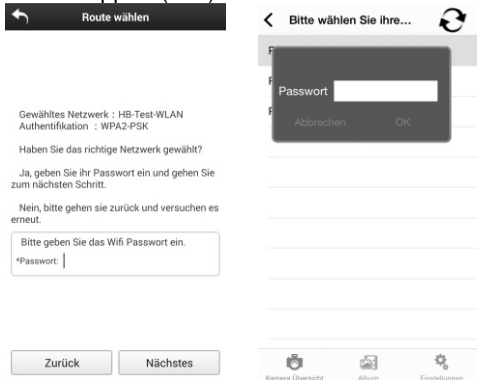 Route wählen
Gewähltes Netzwerk : HB-Test-WLAN
Authentifikation : WPA2-PSK
Haben Sie das richtige Netzwerk gewählt?
Ja, geben Sie ihr Passwort ein und gehen Sie
zum nächsten Schritt.
Nein, bitte gehen sie zurück und versuchen es
erneut.
Bitte geben Sie das Wifi Passwort ein.
*Passwort:
Zurück
Nächstes
Bitte wählen Sie ihre...
Passwort
Abbrechen
OK
Kamera Übersicht
Album
Einstellungen